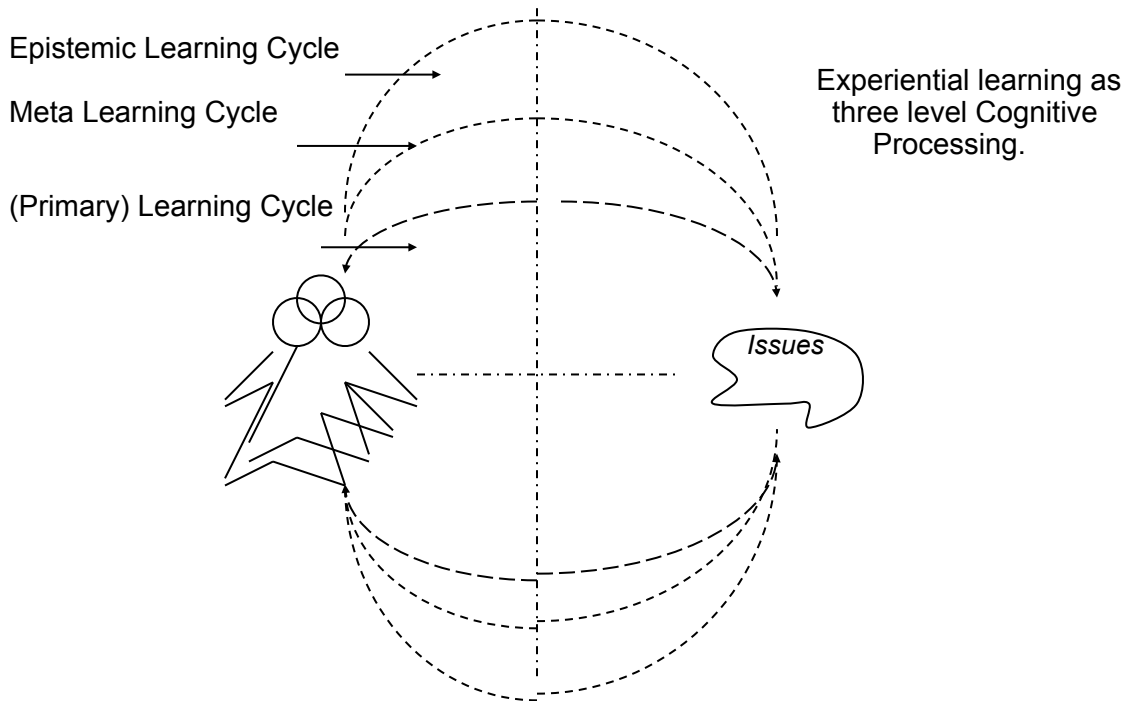 Epistemic Learning Cycle
Meta Learning Cycle
(Primary) Learning Cycle
Experiential learning as
three level Cognitive
Processing.
Issues